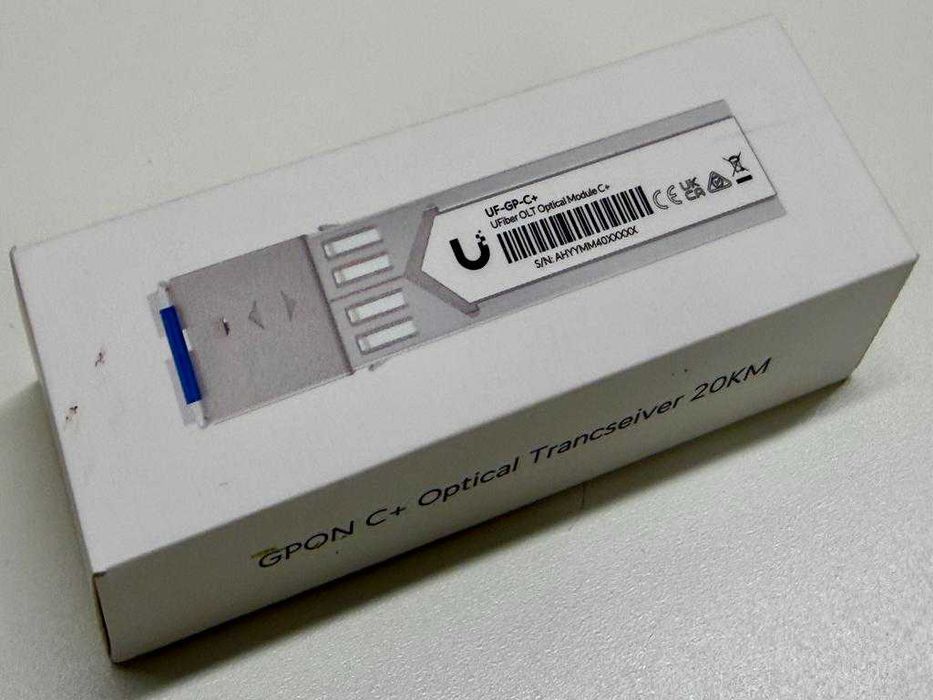 UF-GP-C+
UFiber OLT Optical Module C+
S/N: AHYYMM40XXXXX
GPON C+ Optical Trancseiver 20KM